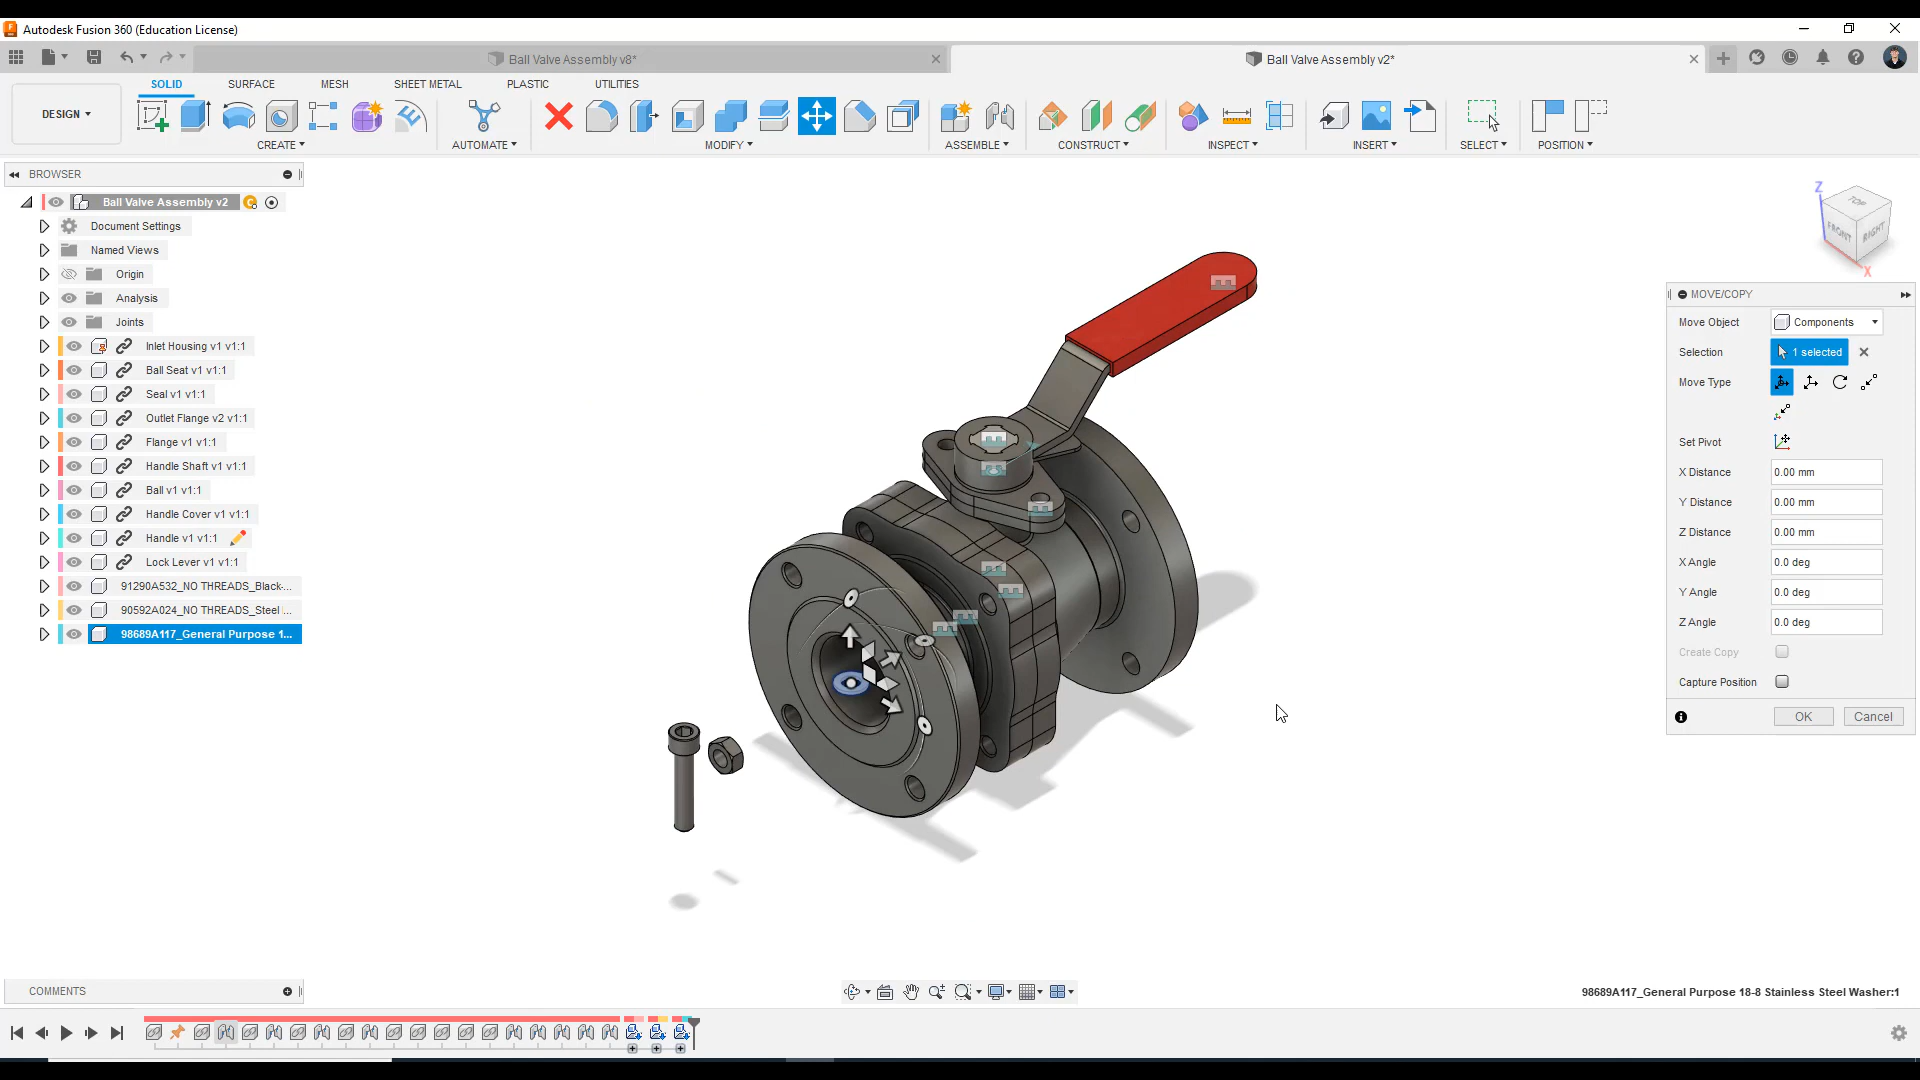 Autodesk Fusion 360 (Education License)
Ball Valve Assembly v8*
Ball Valve Assembly v2*
SOLID
SURFACE
MESH
SHEET METAL
PLASTIC
UTILITIES
DESIGN
CREATE
AUTOMATE
MODIFY
ASSEMBLE
CONSTRUCT
INSPECT
INSERT
SELECT
POSITION
BROWSER
Ball Valve Assembly v2
Document Settings
Named Views
Origin
Analysis
Joints
Inlet Housing v1 v1:1
Ball Seat v1 v1:1
Seal v1 v1:1
Outlet Flange v2 v1:1
Flange v1 v1:1
Handle Shaft v1 v1:1
Ball v1 v1:1
Handle Cover v1 v1:1
Handle v1 v1:1
Lock Lever v1 v1:1
91290A532_NO THREADS_Black-...
90592A024_NO THREADS_Steel ...
98689A117_General Purpose 1...
Z
TOP
FRONT
RIGHT
X
MOVE/COPY
Move Object
Components
Selection
1 selected
Move Type
Set Pivot
X Distance
0.00 mm
Y Distance
0.00 mm
Z Distance
0.00 mm
X Angle
0.0 deg
Y Angle
0.0 deg
Z Angle
0.0 deg
Create Copy
Capture Position
OK
Cancel
COMMENTS
98689A117_General Purpose 18-8 Stainless Steel Washer:1